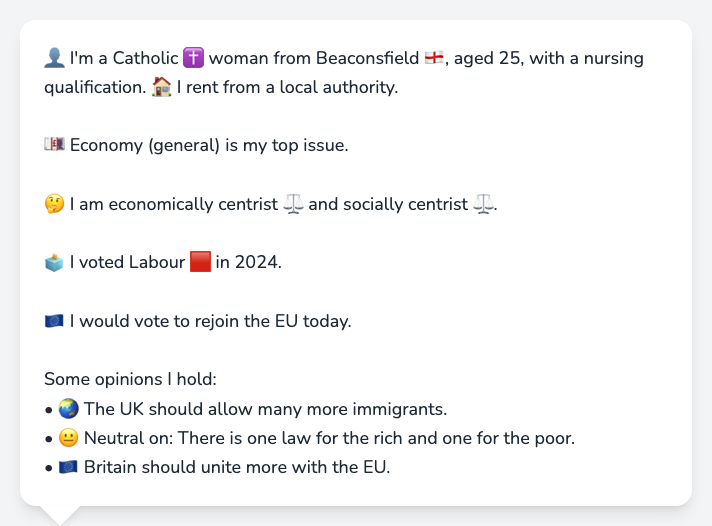 👤 I'm a Catholic ✝️ woman from Beaconsfield 🏴󠁧󠁢󠁥󠁮󠁧󠁿, aged 25, with a nursing
qualification. 🏠 I rent from a local authority.
💷 Economy (general) is my top issue.
🤔 I am economically centrist ⚖️ and socially centrist ⚖️.
🗳️ I voted Labour 🟥 in 2024.
🇪🇺 I would vote to rejoin the EU today.
Some opinions I hold:
• 🌏 The UK should allow many more immigrants.
• 😐 Neutral on: There is one law for the rich and one for the poor.
• 🇪🇺 Britain should unite more with the EU.